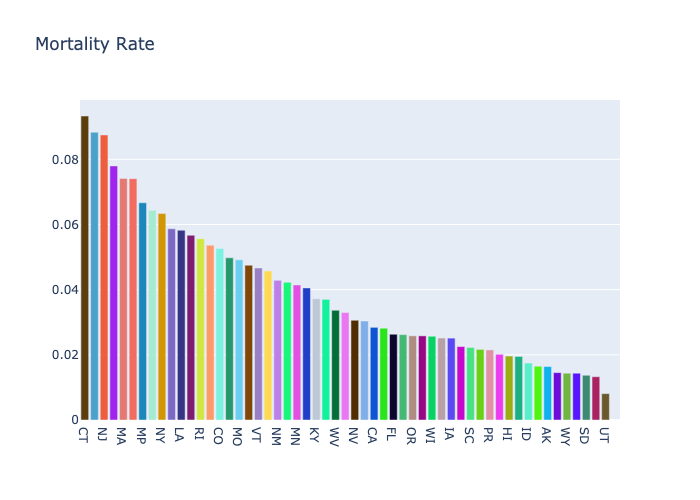 Mortality Rate
0.08
0.06
0.04
0.02
0
CT NJ MA MP NY LA RI CO MO VT NM MN KY WV NV CA FL OR WI IA SC PR HI ID AK WY SD UT